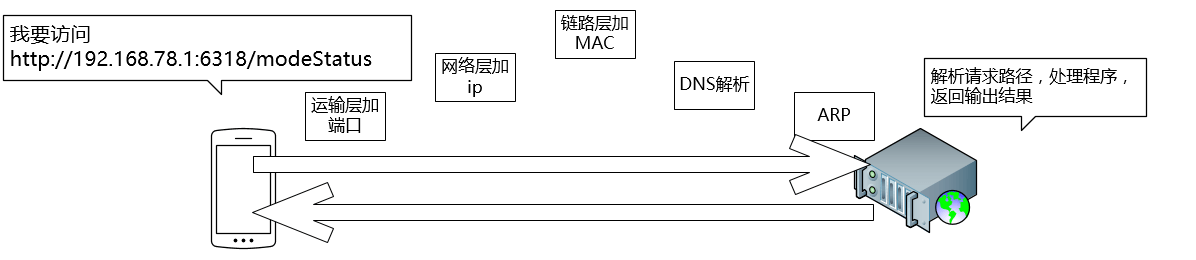 我要访问
http://192.168.78.1:6318/modeStatus
运输层加
端口
网络层加
ip
链路层加
MAC
DNS解析
ARP
解析请求路径，处理程序，
返回输出结果